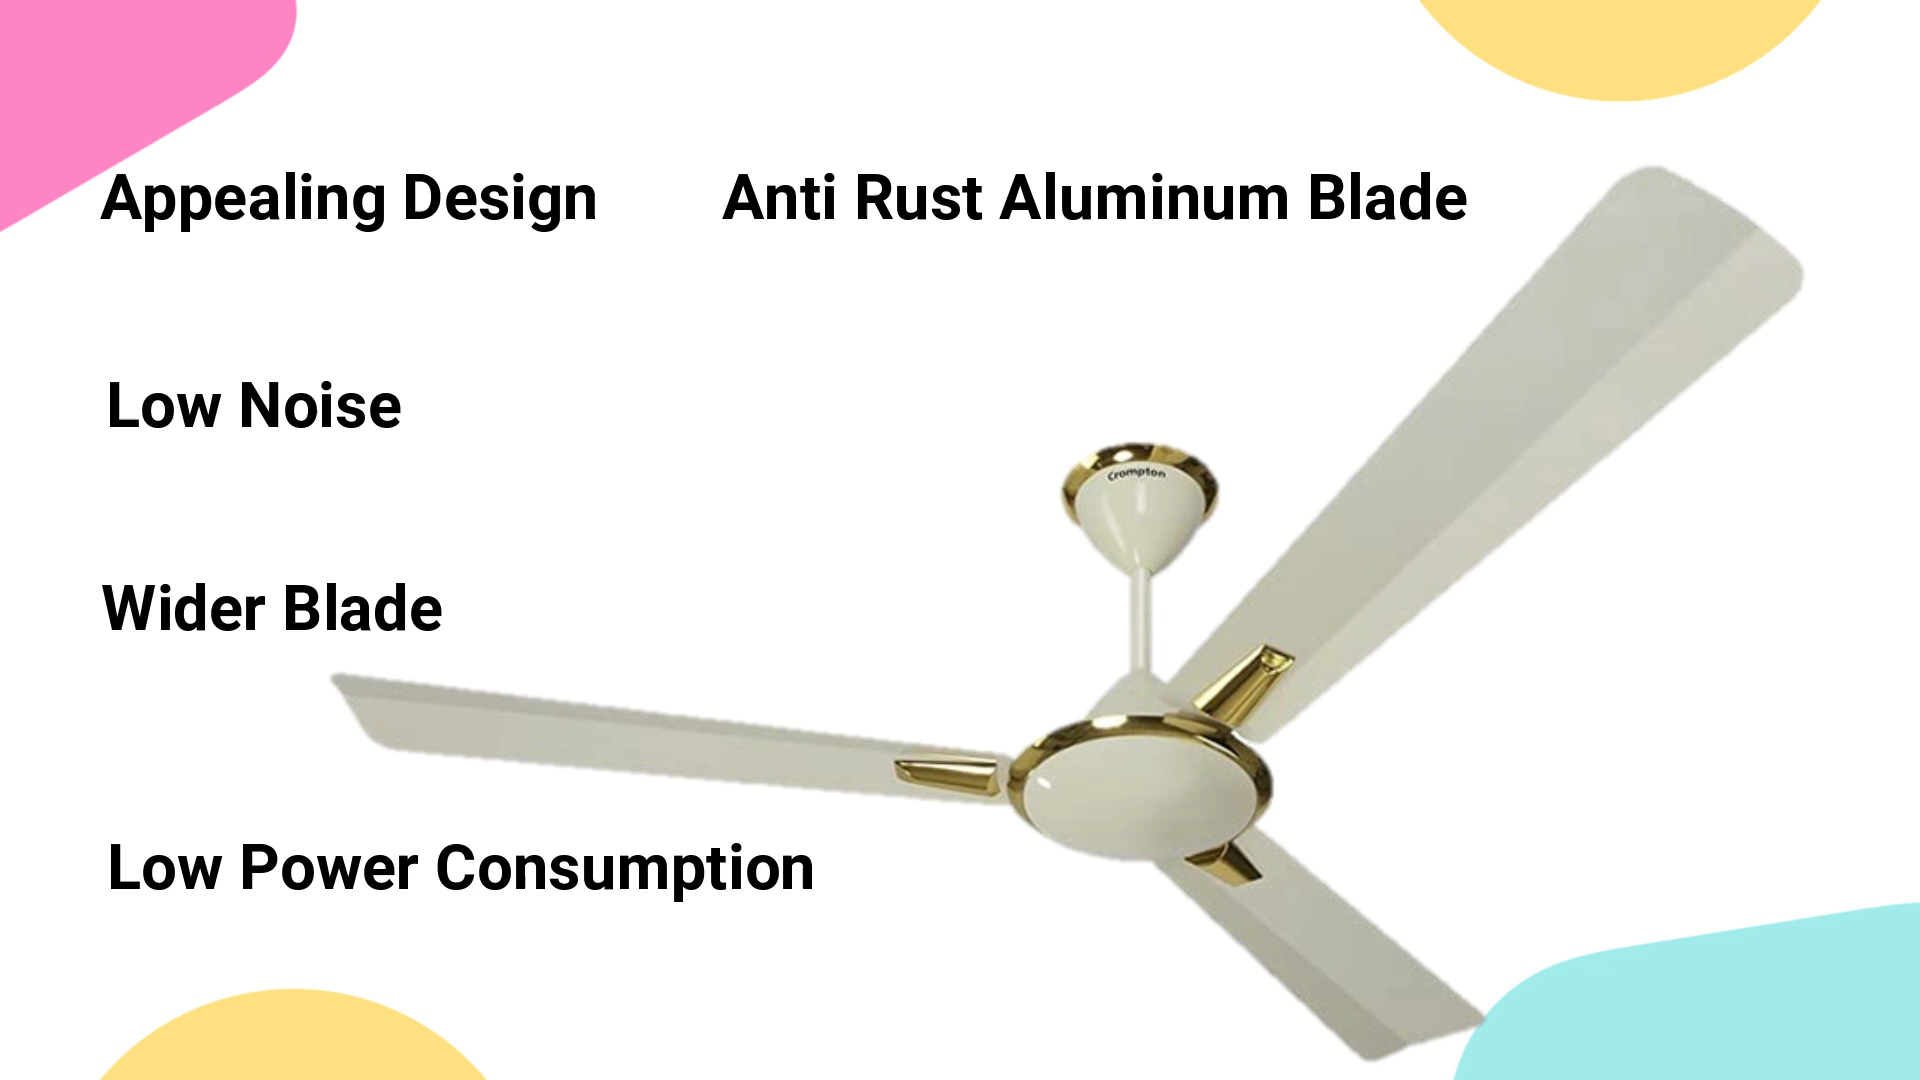 Appealing Design
Anti Rust Aluminum Blade
Low Noise
Crompton
Wider Blade
Low Power Consumption